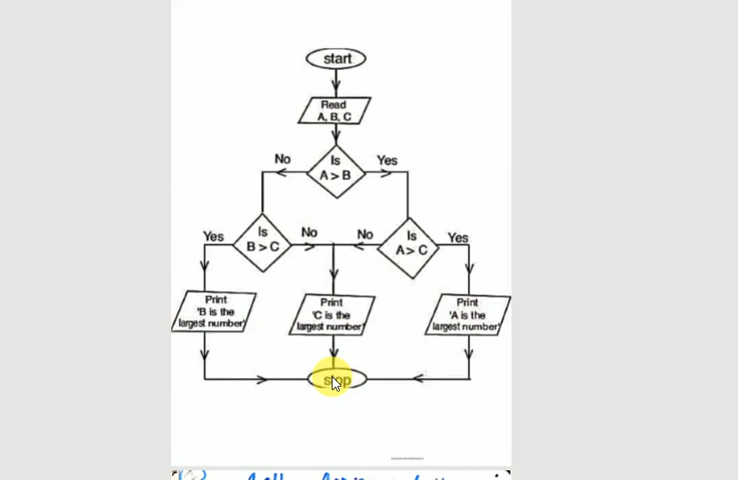 start
Read
A, B, C
No
Is
A > B
Yes
Yes
Is
B > C
No
No
Is
A > C
Yes
Print
'B is the
largest number'
Print
'C is the
largest number'
Print
'A is the
largest number'
stop